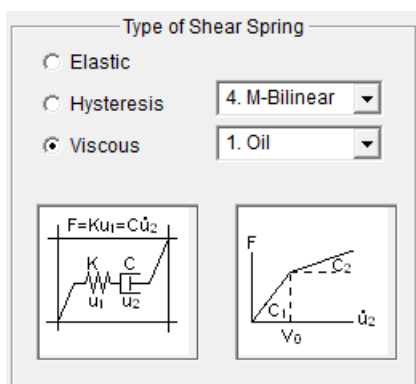 Type of Shear Spring
Elastic
Hysteresis
4. M-Bilinear
Viscous
1. Oil
F=Ku₁=Cu̇₂
K
C
u₁
u₂
F
C₂
C₁
V₀
u̇₂